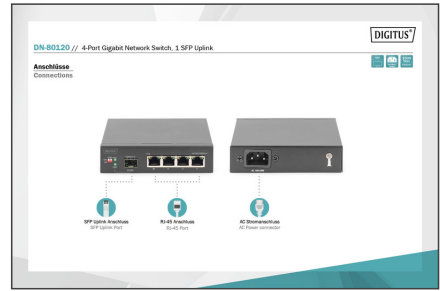 DIGITUS®
DN-80120 // 4-Port Gigabit Network Switch, 1 SFP Uplink
Anschlüsse
Connections
SFP Uplink Anschluss
SFP Uplink Port
RJ-45 Anschluss
RJ-45 Port
AC Stromanschluss
AC Power connector